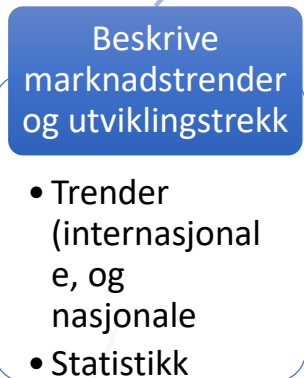 Beskrive
marknadstrender
og utviklingstrekk
• Trender
(internasjonal
e, og
nasjonale
• Statistikk